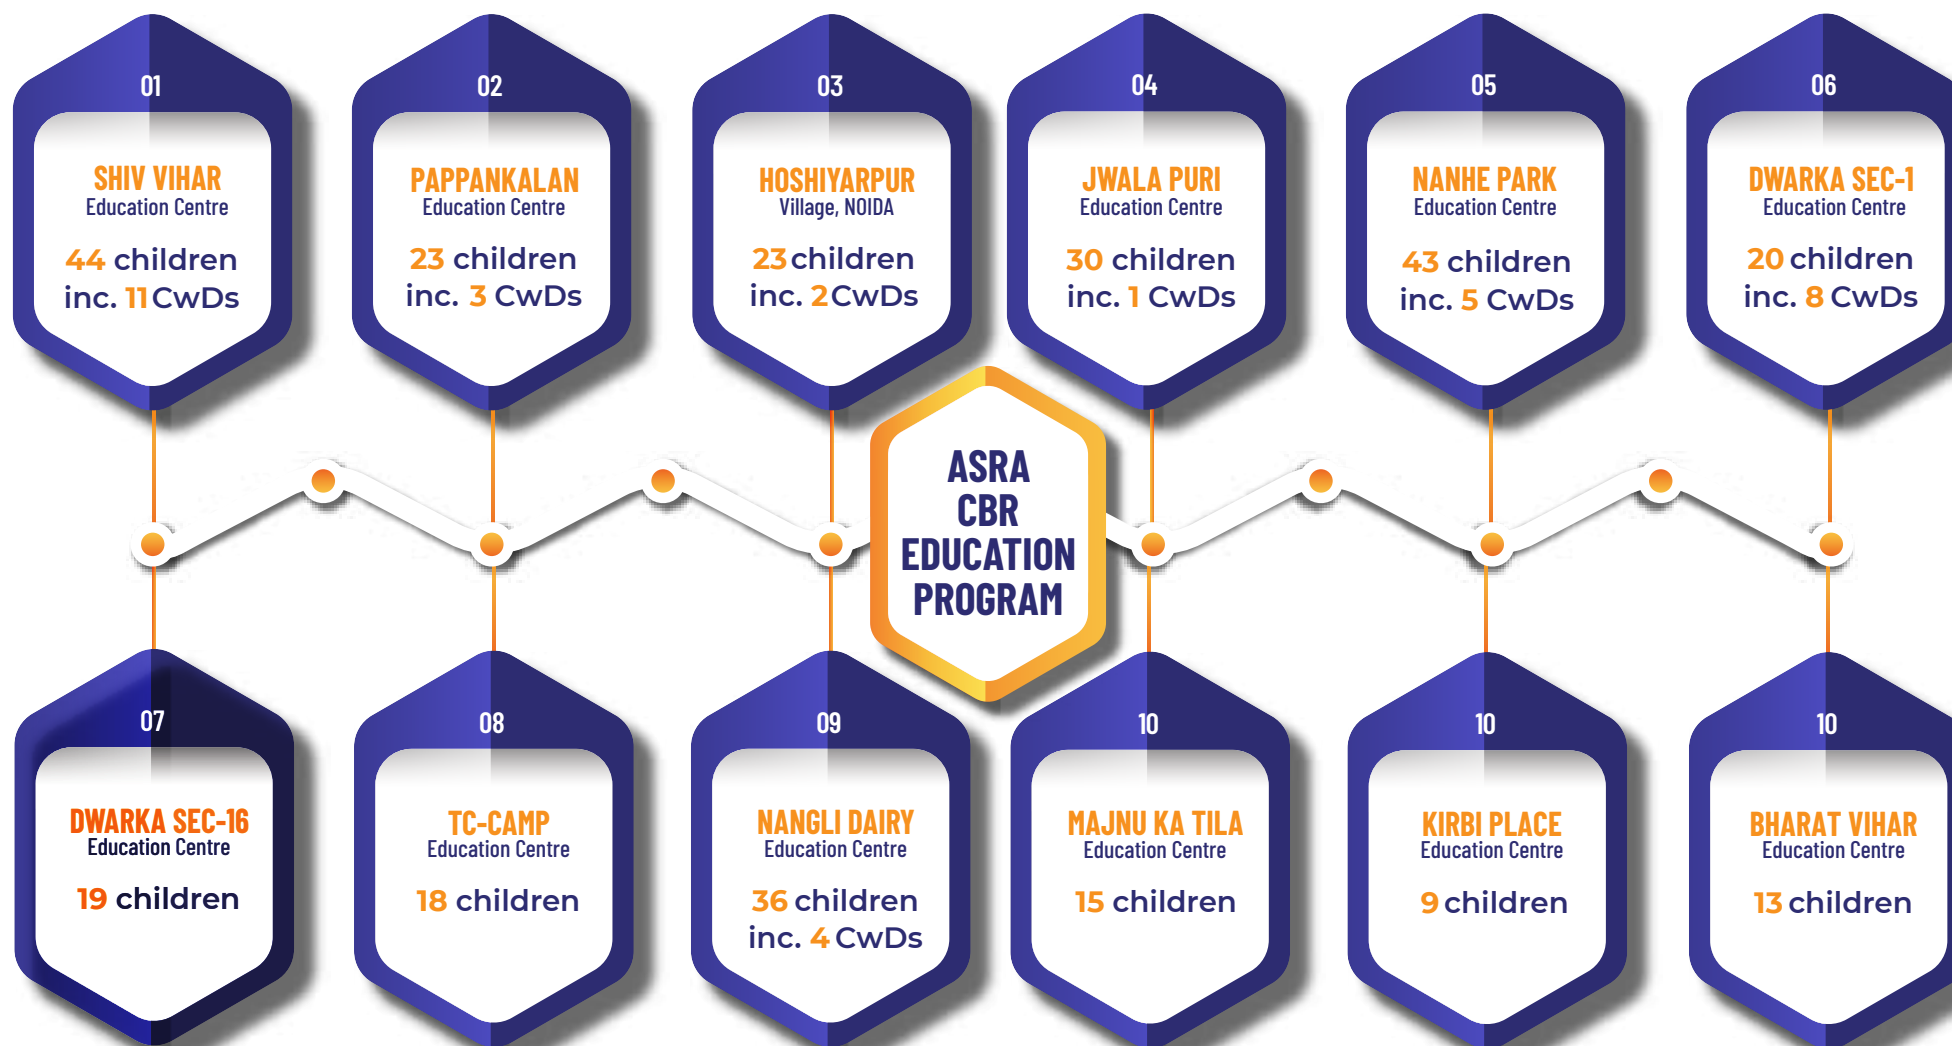 01
SHIV VIHAR
Education Centre
44 children
inc. 11 CwDs
02
PAPPANKALAN
Education Centre
23 children
inc. 3 CwDs
03
HOSHIYARPUR
Village, NOIDA
23 children
inc. 2 CwDs
04
JWALA PURI
Education Centre
30 children
inc. 1 CwDs
05
NANHE PARK
Education Centre
43 children
inc. 5 CwDs
06
DWARKA SEC-1
Education Centre
20 children
inc. 8 CwDs
ASRA
CBR
EDUCATION
PROGRAM
07
DWARKA SEC-16
Education Centre
19 children
08
TC-CAMP
Education Centre
18 children
09
NANGLI DAIRY
Education Centre
36 children
inc. 4 CwDs
10
MAJNU KA TILA
Education Centre
15 children
10
KIRBI PLACE
Education Centre
9 children
10
BHARAT VIHAR
Education Centre
13 children